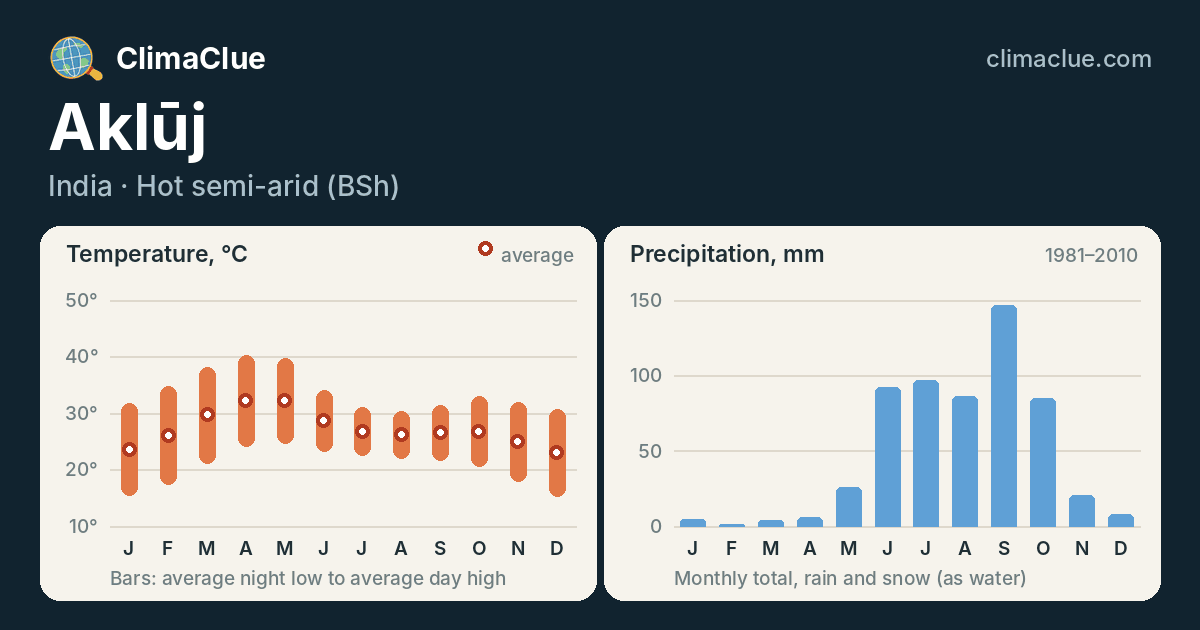 ClimaClue
climaclue.com
Aklūj
India · Hot semi-arid (BSh)
Temperature, °C
average
50°
40°
30°
20°
10°
J F M A M J J A S O N D
Bars: average night low to average day high
Precipitation, mm
1981–2010
150
100
50
0
J F M A M J J A S O N D
Monthly total, rain and snow (as water)